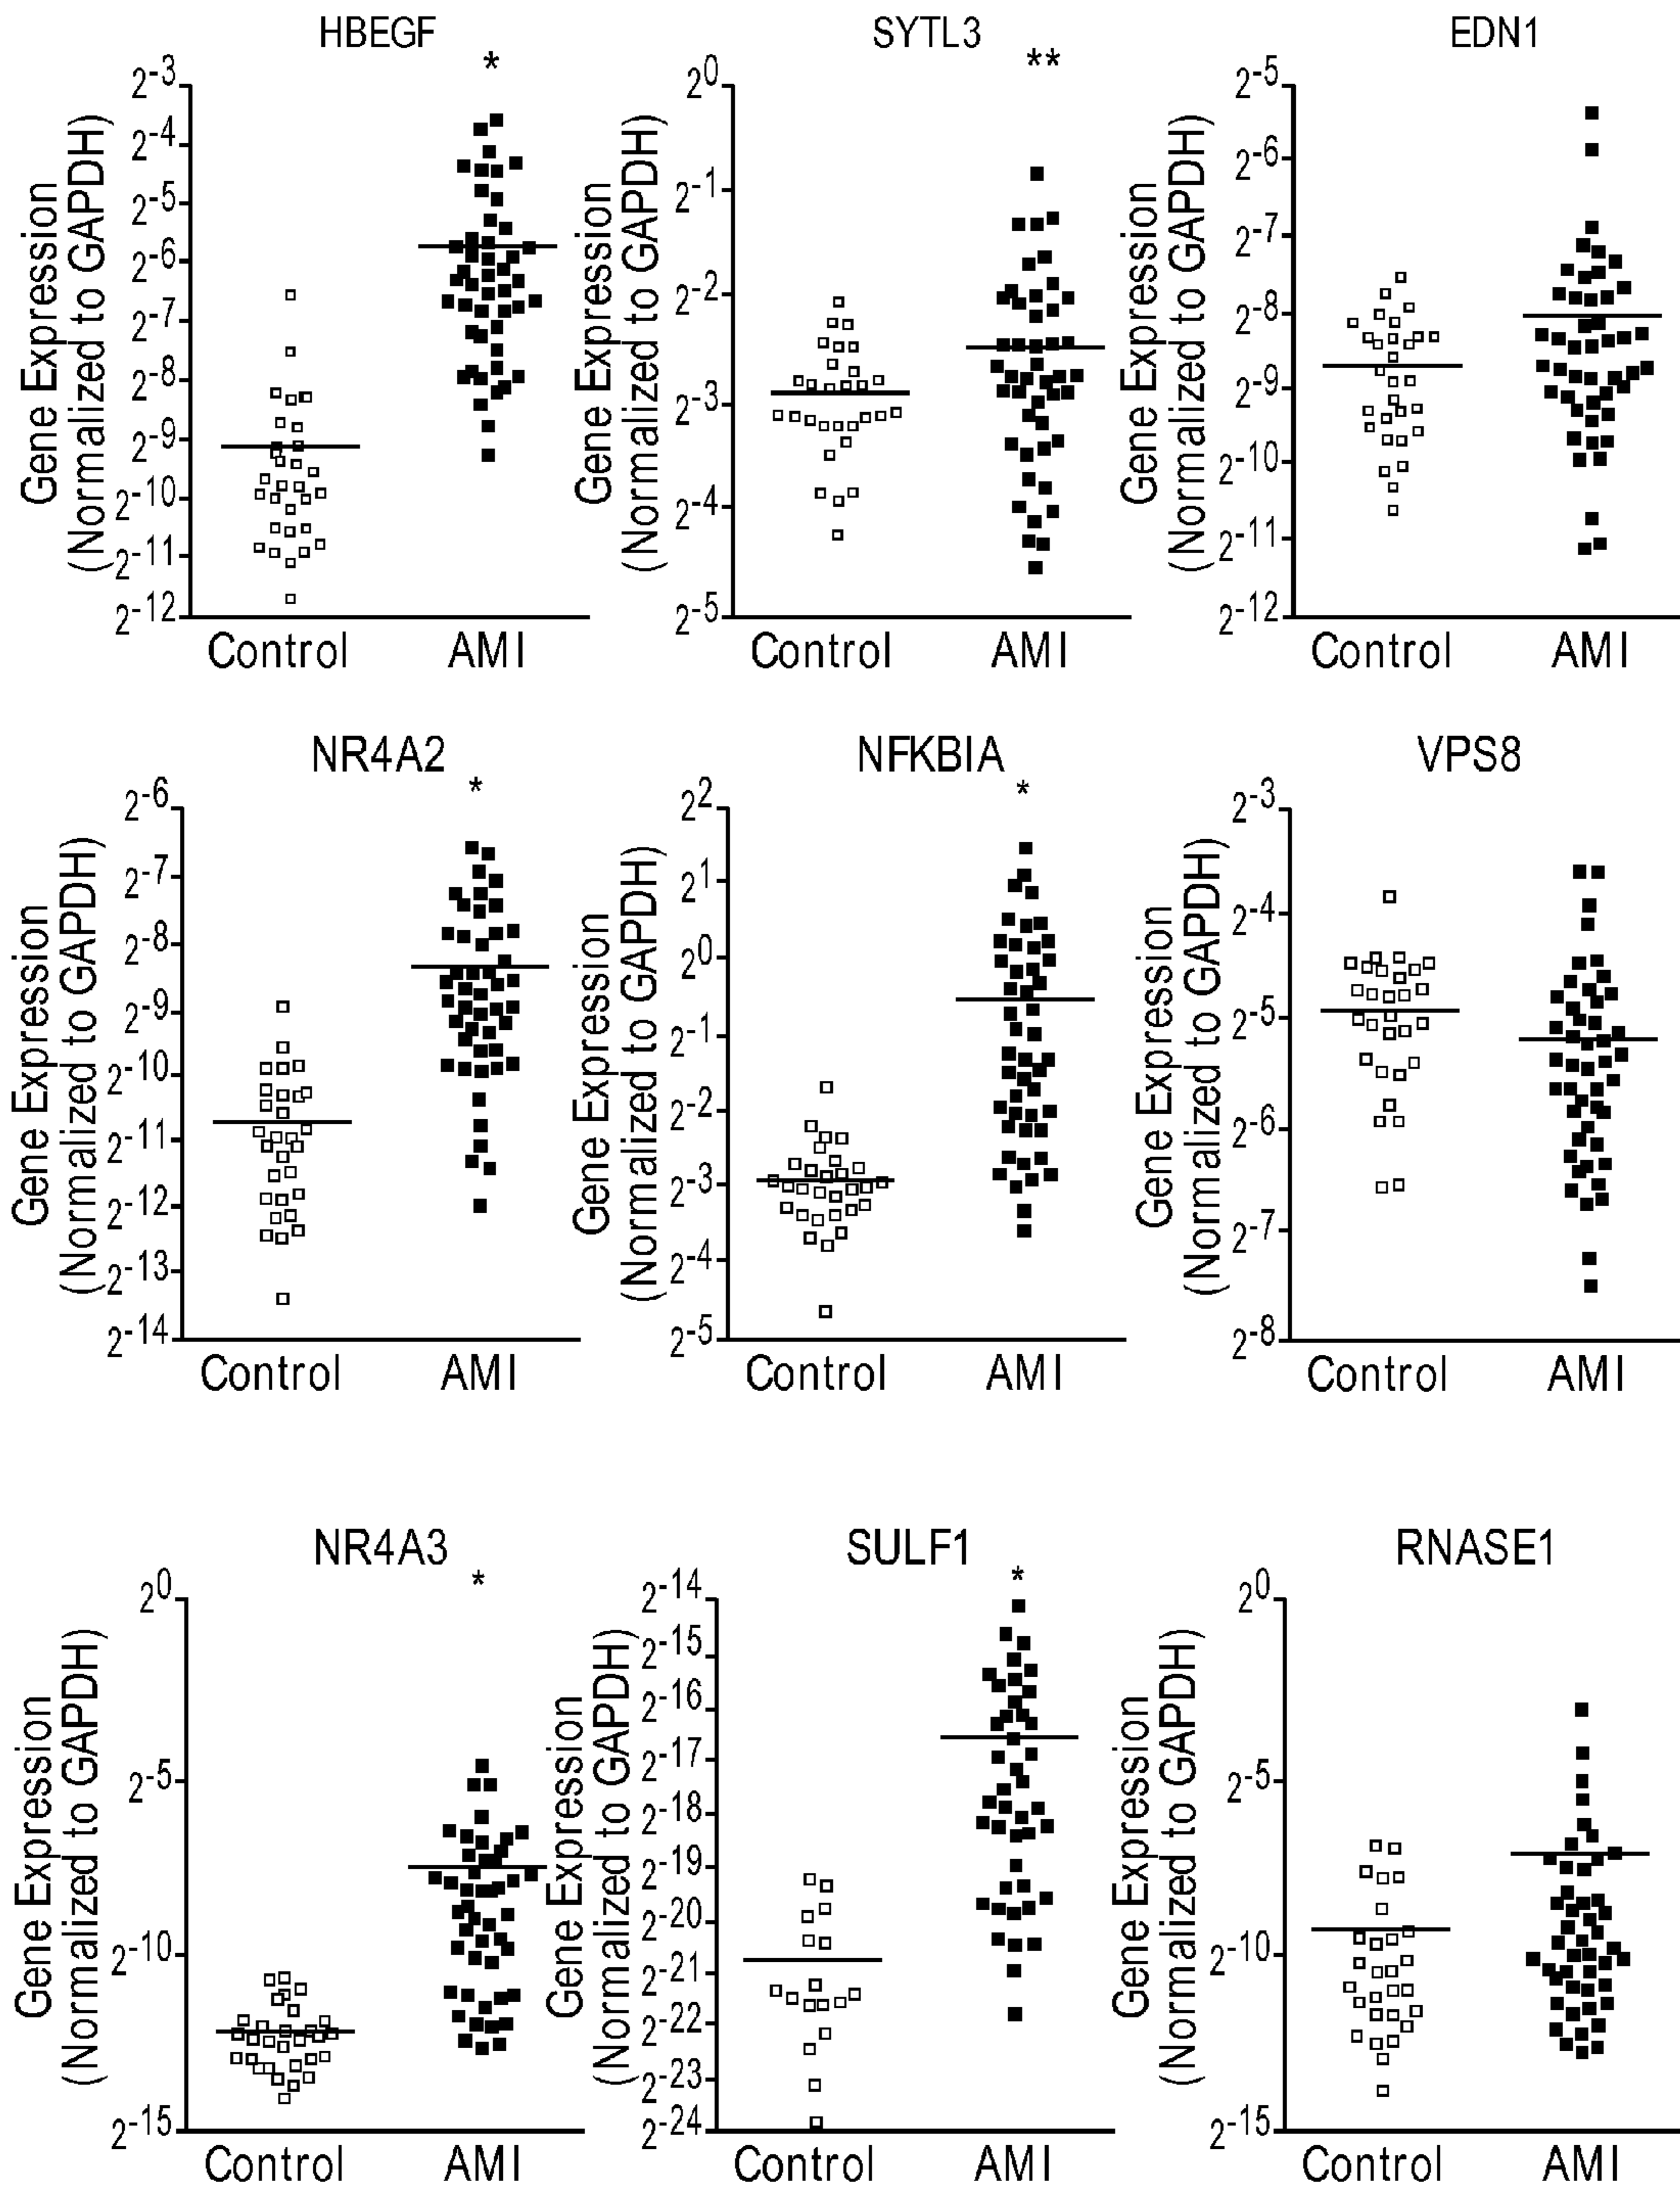 HBEGF
*
Gene Expression
(Normalized to GAPDH)
2-3
2-4
2-5
2-6
2-7
2-8
2-9
2-10
2-11
2-12
Control AMI
SYTL3
**
Gene Expression
(Normalized to GAPDH)
20
2-1
2-2
2-3
2-4
2-5
Control AMI
EDN1
Gene Expression
(Normalized to GAPDH)
2-5
2-6
2-7
2-8
2-9
2-10
2-11
2-12
Control AMI
NR4A2
*
Gene Expression
(Normalized to GAPDH)
2-6
2-7
2-8
2-9
2-10
2-11
2-12
2-13
2-14
Control AMI
NFKBIA
*
Gene Expression
(Normalized to GAPDH)
22
21
20
2-1
2-2
2-3
2-4
2-5
Control AMI
VPS8
Gene Expression
(Normalized to GAPDH)
2-3
2-4
2-5
2-6
2-7
2-8
Control AMI
NR4A3
*
Gene Expression
(Normalized to GAPDH)
20
2-5
2-10
2-15
Control AMI
SULF1
*
Gene Expression
(Normalized to GAPDH)
2-14
2-15
2-16
2-17
2-18
2-19
2-20
2-21
2-22
2-23
2-24
Control AMI
RNASE1
Gene Expression
(Normalized to GAPDH)
20
2-5
2-10
2-15
Control AMI